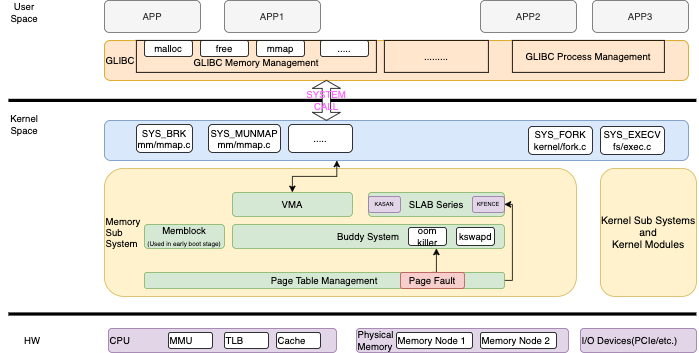 User
Space
APP
APP1
APP2
APP3
GLIBC
malloc
free
mmap
.....
GLIBC Memory Management
.........
GLIBC Process Management
SYSTEM
CALL
Kernel
Space
SYS_BRK
mm/mmap.c
SYS_MUNMAP
mm/mmap.c
.....
SYS_FORK
kernel/fork.c
SYS_EXECV
fs/exec.c
Memory
Sub
System
VMA
KASAN
SLAB Series
KFENCE
Memblock
(Used in early boot stage)
Buddy System
oom
killer
kswapd
Page Table Management
Page Fault
Kernel Sub Systems
and
Kernel Modules
HW
CPU
MMU
TLB
Cache
Physical
Memory
Memory Node 1
Memory Node 2
I/O Devices(PCIe/etc.)